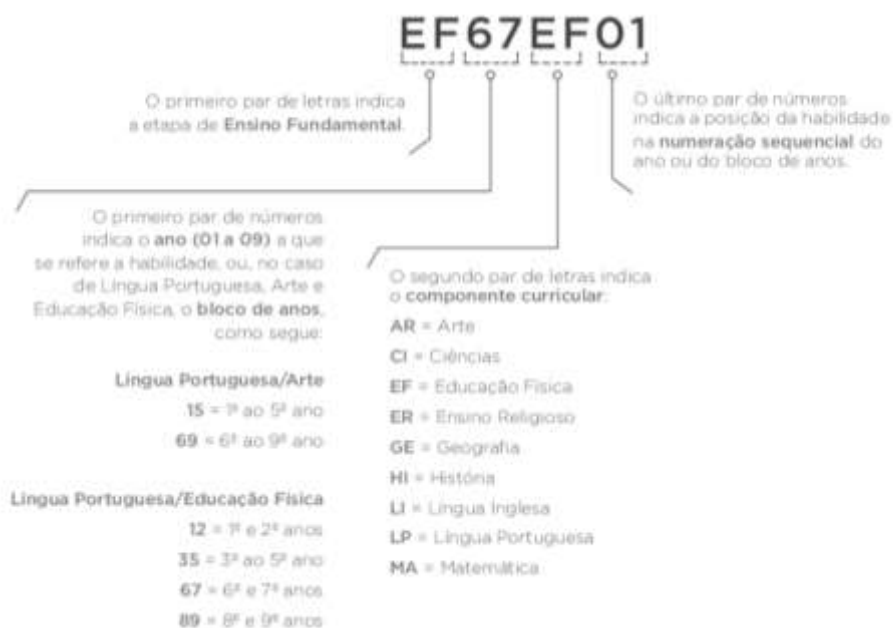 EF67EF01
O primeiro par de letras indica
a etapa de Ensino Fundamental.
O último par de números
indica a posição da habilidade
na numeração sequencial do
ano ou do bloco de anos.
O primeiro par de números
indica o ano (01 a 09) a que
se refere a habilidade, ou, no caso
de Língua Portuguesa, Arte e
Educação Física, o bloco de anos,
como segue:
Língua Portuguesa/Arte
15 = 1º ao 5º ano
69 = 6º ao 9º ano
Língua Portuguesa/Educação Física
12 = 1º e 2º anos
35 = 3º ao 5º ano
67 = 6º e 7º anos
89 = 8º e 9º anos
O segundo par de letras indica
o componente curricular:
AR = Arte
CI = Ciências
EF = Educação Física
ER = Ensino Religioso
GE = Geografia
HI = História
LI = Língua Inglesa
LP = Língua Portuguesa
MA = Matemática